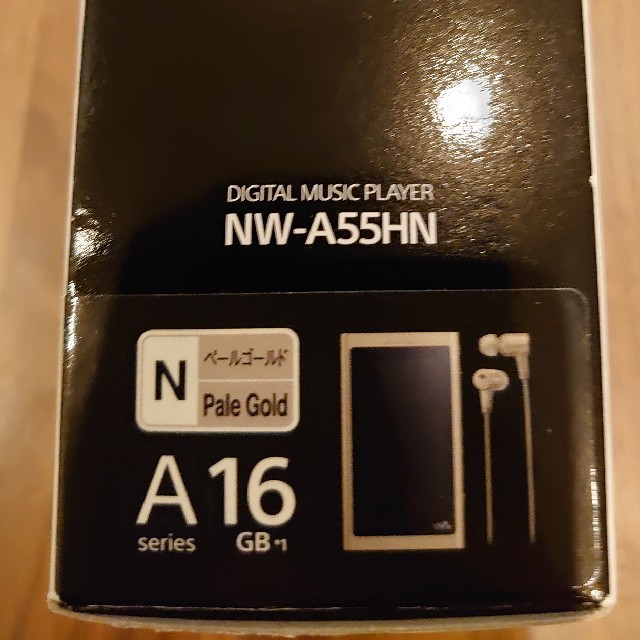 DIGITAL MUSIC PLAYER
NW-A55HN
N
ペールゴールド
Pale Gold
A 16
series GB *1